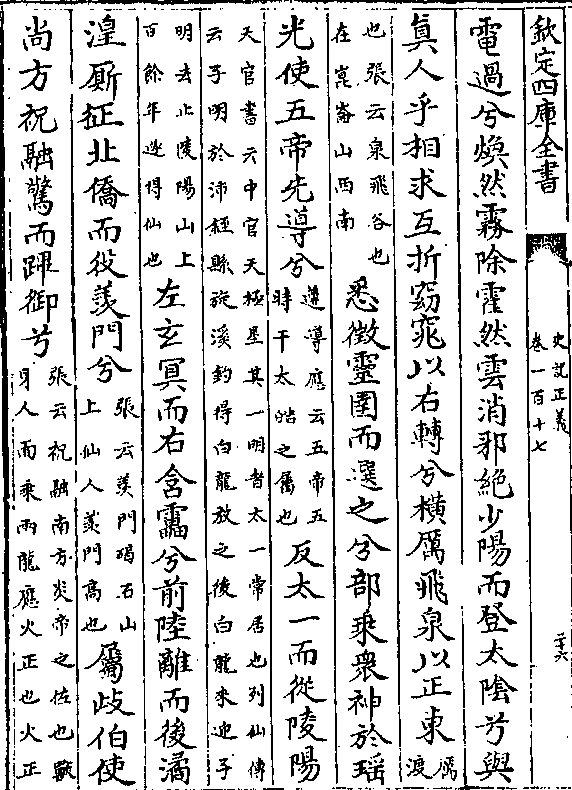 欽定四庫全書
史記正義
卷一百十七
電過兮煥然霧除霍然雲消邪絶少陽而登太隂兮與
眞人乎相求互折窈窕以右轉兮橫厲飛泉以正東厲渡
也張云泉飛谷也在崑崙山西南悉徵靈圉而選之兮部乗衆神於瑶
光使五帝先導兮遵導應云五帝五時干太皓之屬也反太一而從陵陽
天官書云中官天極星其一明者太一常居也列仙傳云子明於沛銍縣旋溪釣得白龍放之後白龍來迎子
明去止陵陽山上百餘年遂得仙也左玄冥而右含靁兮前陸離而後潏
湟厮征北僑而役羨門兮張云羨門碣石山上仙人羨門高也屬歧伯使
尚方祝融驚而蹕御兮張云祝融南方炎帝之佐也獸身人面乗兩龍應火正也火正